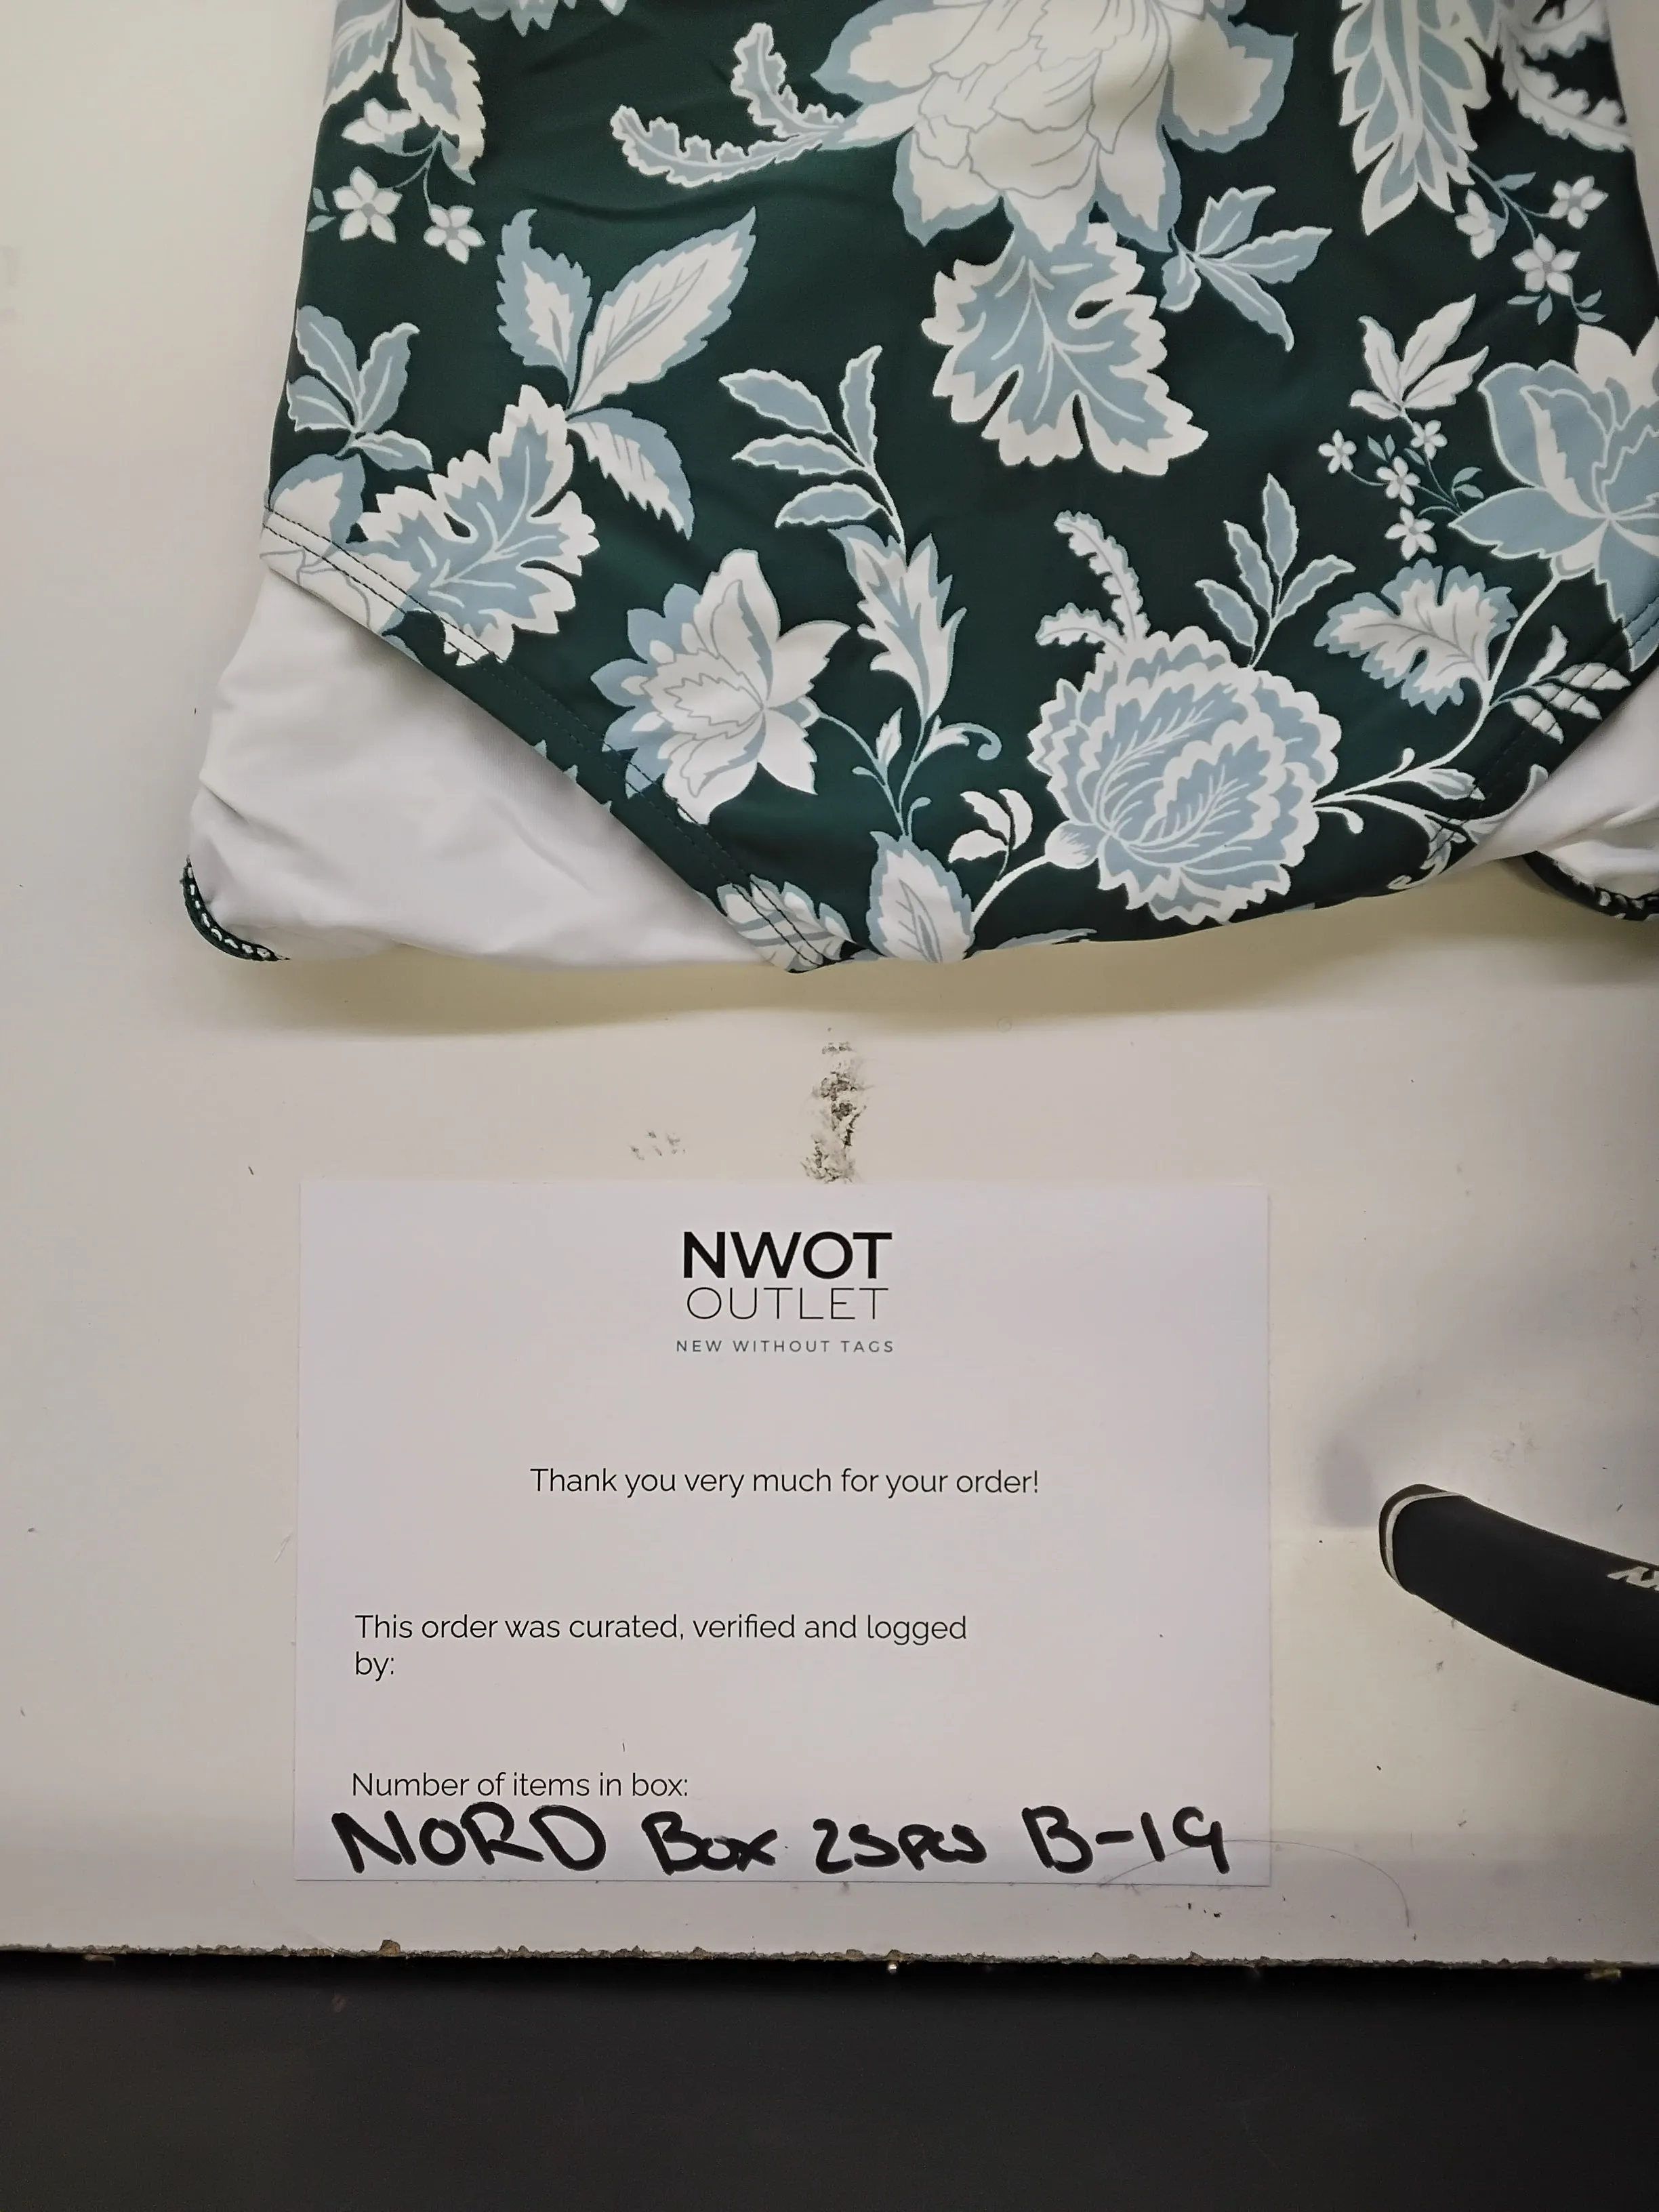 NWOT
OUTLET
NEW WITHOUT TAGS
Thank you very much for your order!
This order was curated, verified and logged
by:
Number of items in box:
NORD Box 25PCS B-19